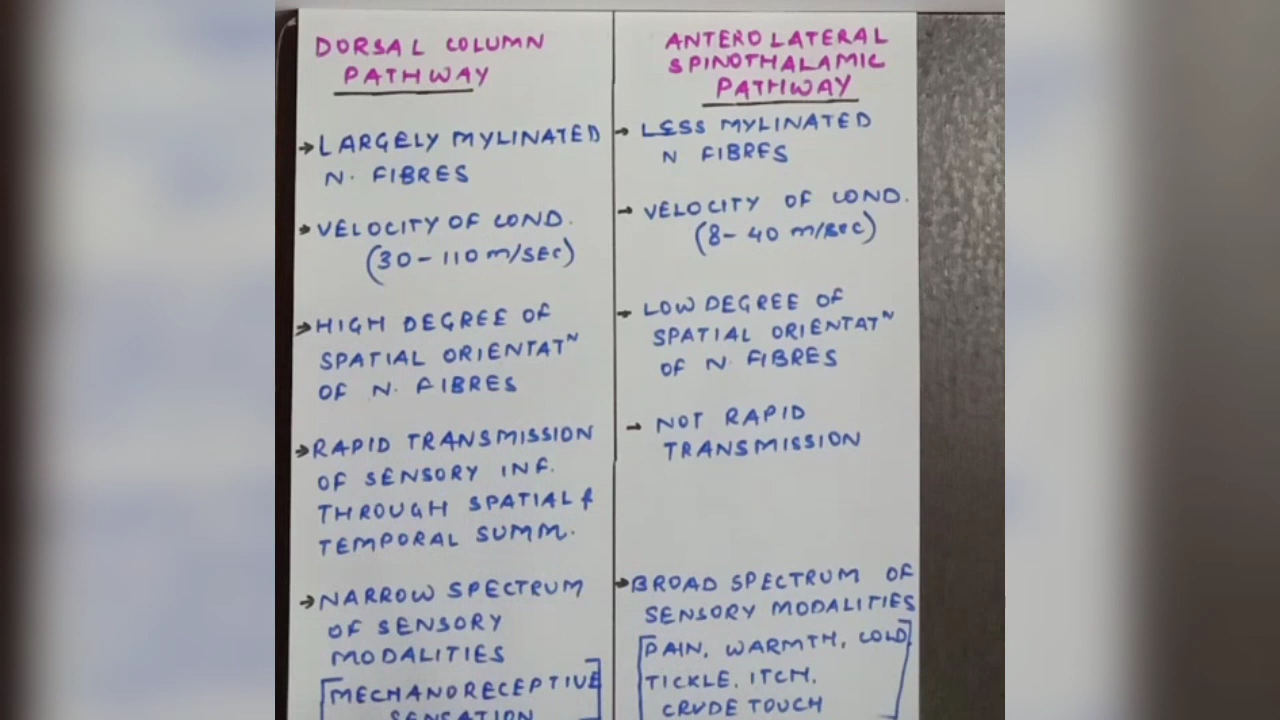 DORSAL COLUMN
PATHWAY
→ LARGELY MYLINATED
N. FIBRES
→ VELOCITY OF COND.
(30 - 110 m/SEC)
→ HIGH DEGREE OF
SPATIAL ORIENTATN
OF N. FIBRES
→ RAPID TRANSMISSION
OF SENSORY INF.
THROUGH SPATIAL &
TEMPORAL SUMM.
→ NARROW SPECTRUM
OF SENSORY
MODALITIES
[MECHANORECEPTIVE
SENSATION
ANTERO LATERAL
SPINOTHALAMIC
PATHWAY
→ LESS MYLINATED
N FIBRES
→ VELOCITY OF COND.
(8 - 40 m/sec)
→ LOW DEGREE OF
SPATIAL ORIENTATN
OF N. FIBRES
→ NOT RAPID
TRANSMISSION
→ BROAD SPECTRUM OF
SENSORY MODALITIES
[PAIN, WARMTH, COLD
TICKLE, ITCH,
CRUDE TOUCH]